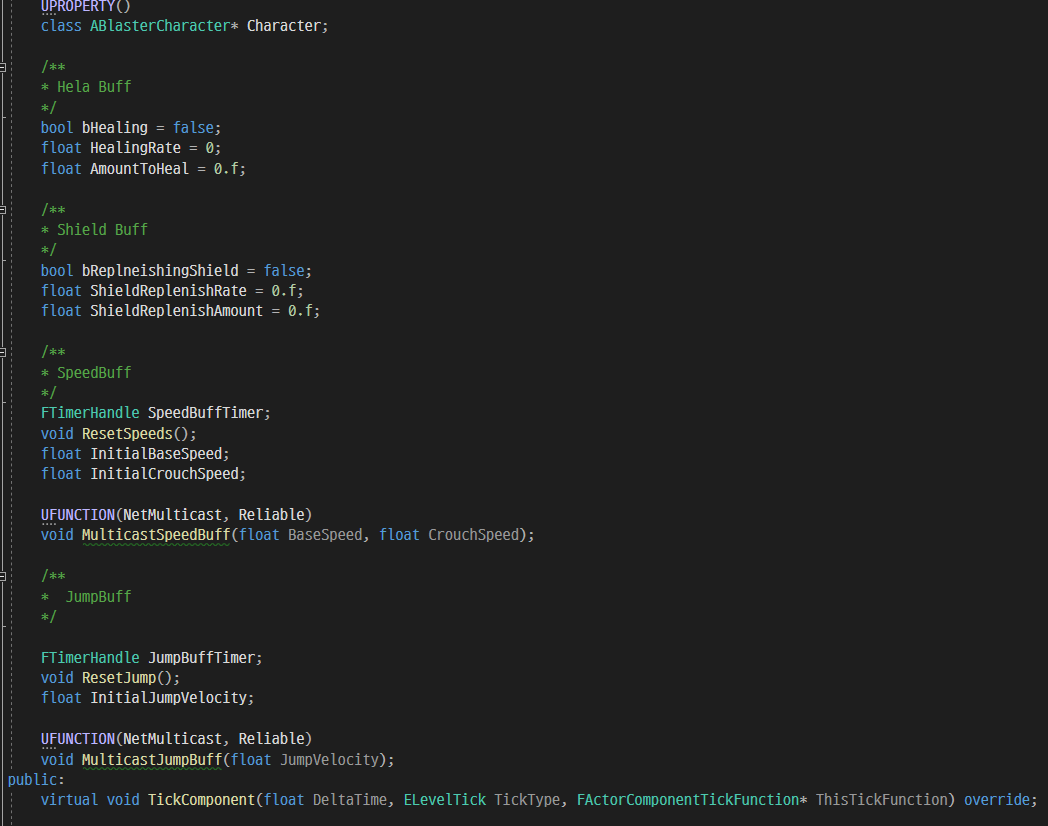 UPROPERTY()
class ABlasterCharacter* Character;
/**
* Hela Buff
*/
bool bHealing = false;
float HealingRate = 0;
float AmountToHeal = 0.f;
/**
* Shield Buff
*/
bool bReplneishingShield = false;
float ShieldReplenishRate = 0.f;
float ShieldReplenishAmount = 0.f;
/**
* SpeedBuff
*/
FTimerHandle SpeedBuffTimer;
void ResetSpeeds();
float InitialBaseSpeed;
float InitialCrouchSpeed;
UFUNCTION(NetMulticast, Reliable)
void MulticastSpeedBuff(float BaseSpeed, float CrouchSpeed);
/**
*  JumpBuff
*/
FTimerHandle JumpBuffTimer;
void ResetJump();
float InitialJumpVelocity;
UFUNCTION(NetMulticast, Reliable)
void MulticastJumpBuff(float JumpVelocity);
public:
virtual void TickComponent(float DeltaTime, ELevelTick TickType, FActorComponentTickFunction* ThisTickFunction) override;